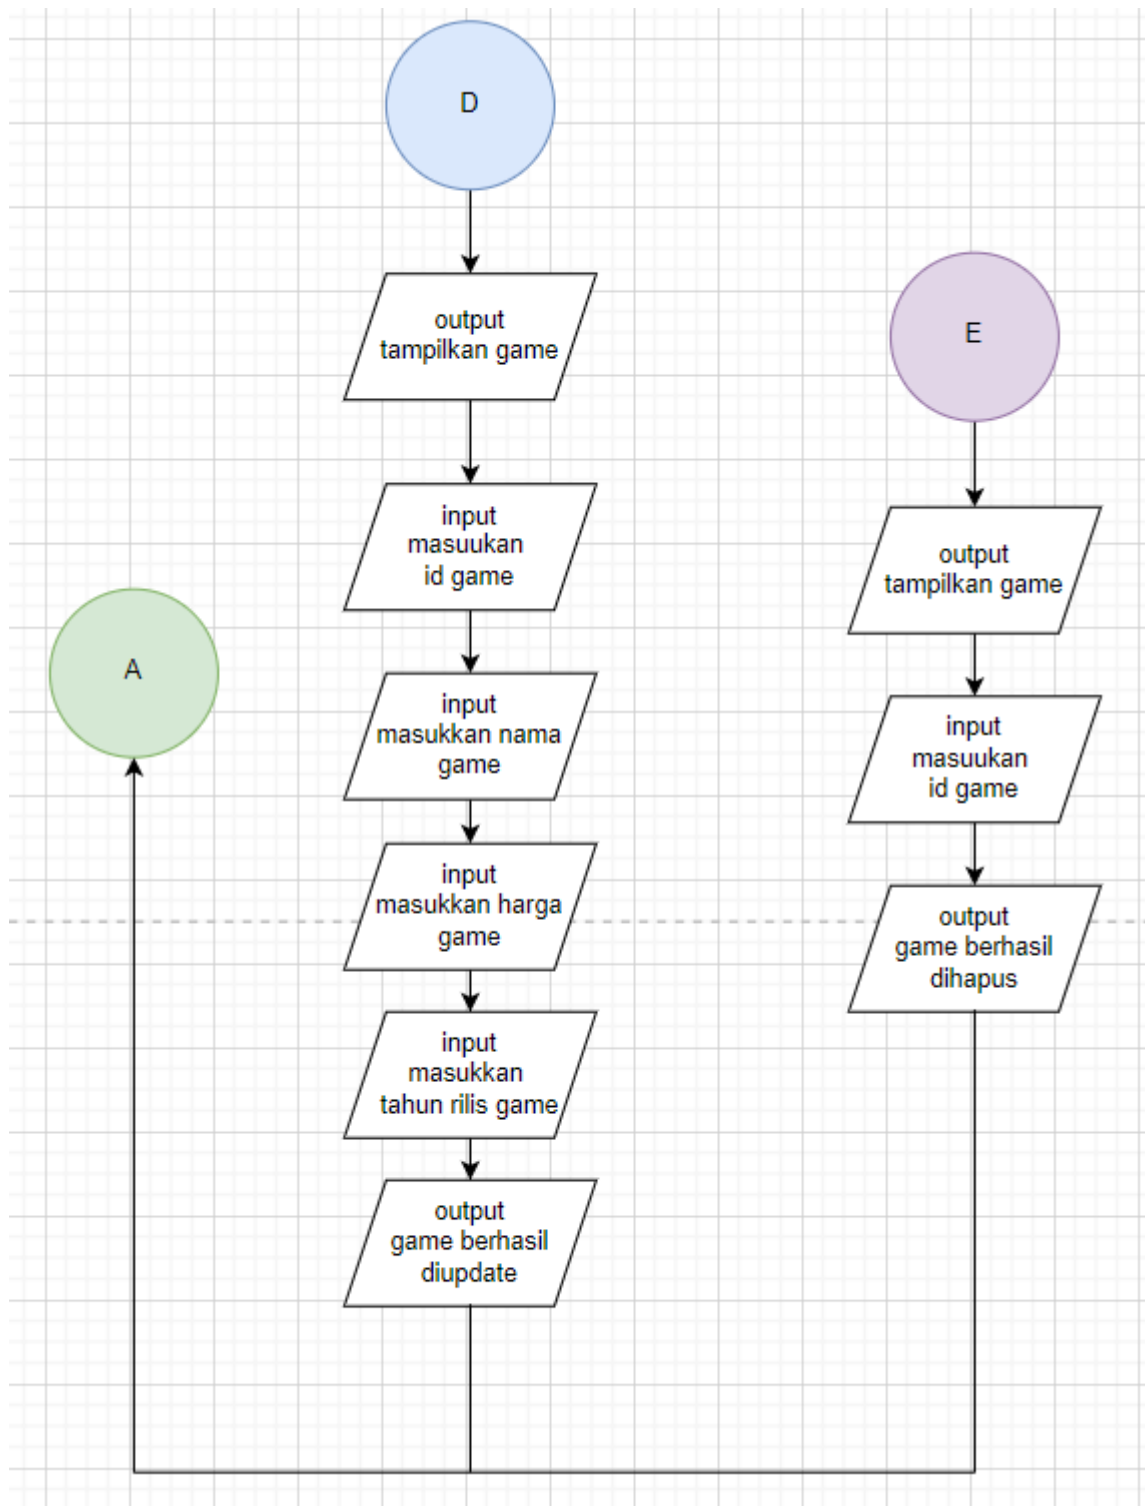 D
output
tampilkan game
input
masuukan
id game
input
masukkan nama
game
input
masukkan harga
game
input
masukkan
tahun rilis game
output
game berhasil
diupdate
E
output
tampilkan game
input
masuukan
id game
output
game berhasil
dihapus
A